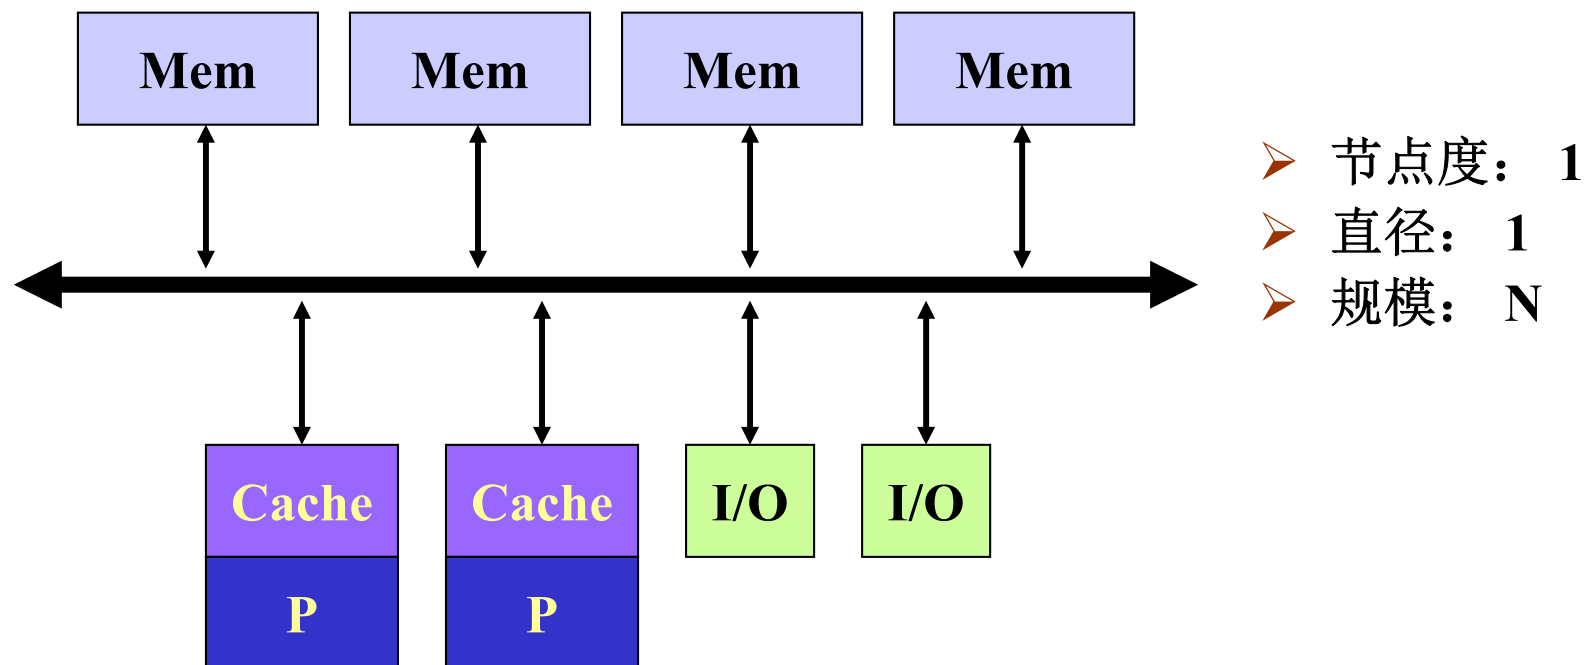 Mem Mem Mem Mem
节点度： 1
直径： 1
规模： N
Cache Cache I/O I/O
P P